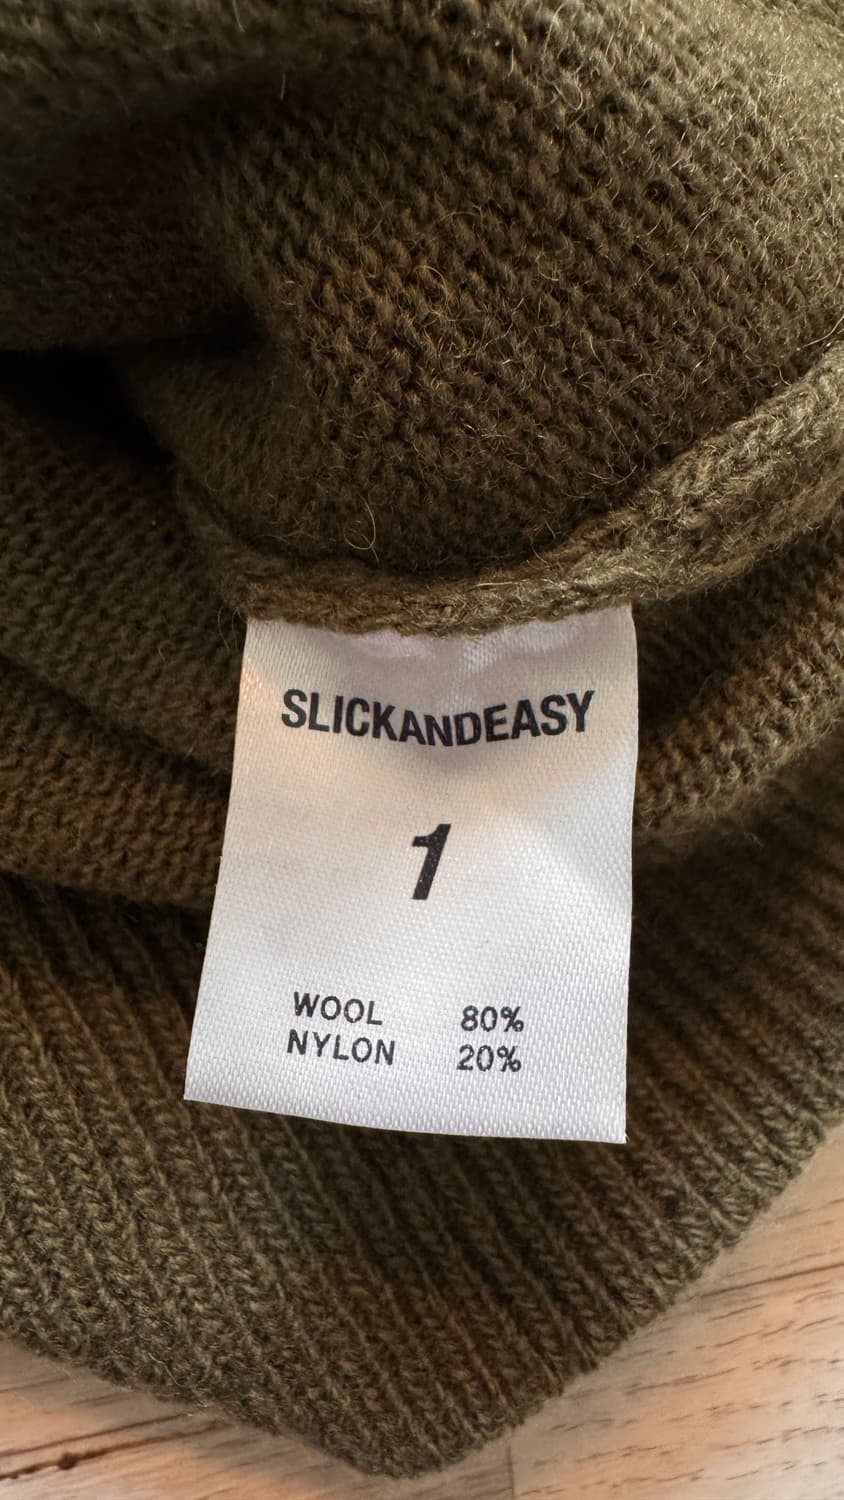 SLICKANDEASY
1
WOOL 80%
NYLON 20%